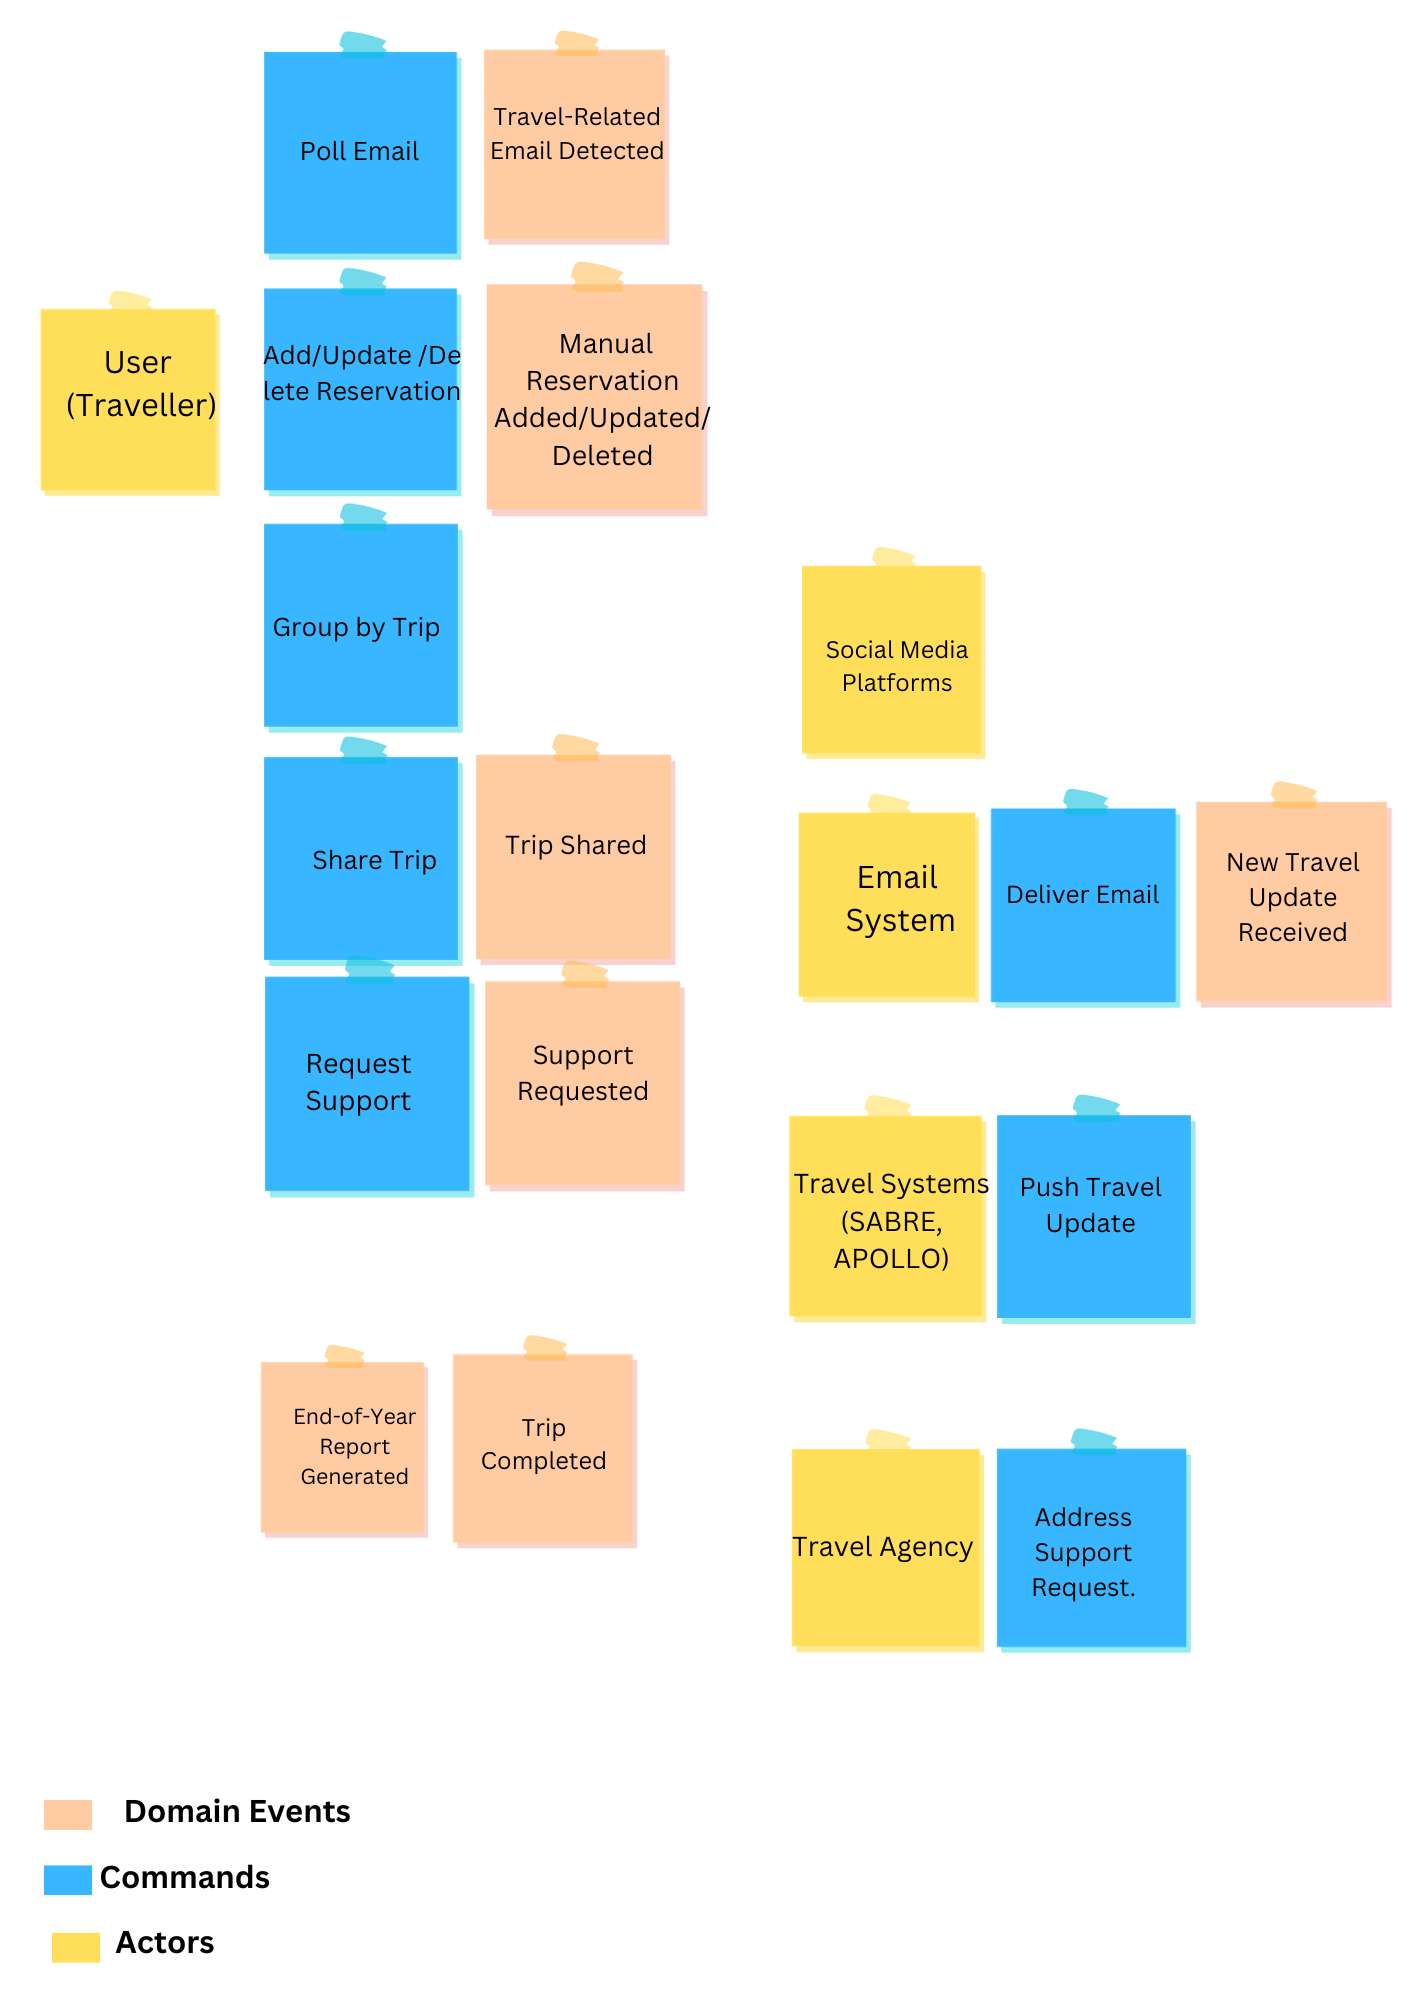 Poll Email
Travel-Related
Email Detected
User
(Traveller)
Add/Update /De
lete Reservation
Manual
Reservation
Added/Updated/
Deleted
Group by Trip
Social Media
Platforms
Share Trip
Trip Shared
Email
System
Deliver Email
New Travel
Update
Received
Request
Support
Support
Requested
Travel Systems
(SABRE,
APOLLO)
Push Travel
Update
End-of-Year
Report
Generated
Trip
Completed
Travel Agency
Address
Support
Request.
Domain Events
Commands
Actors